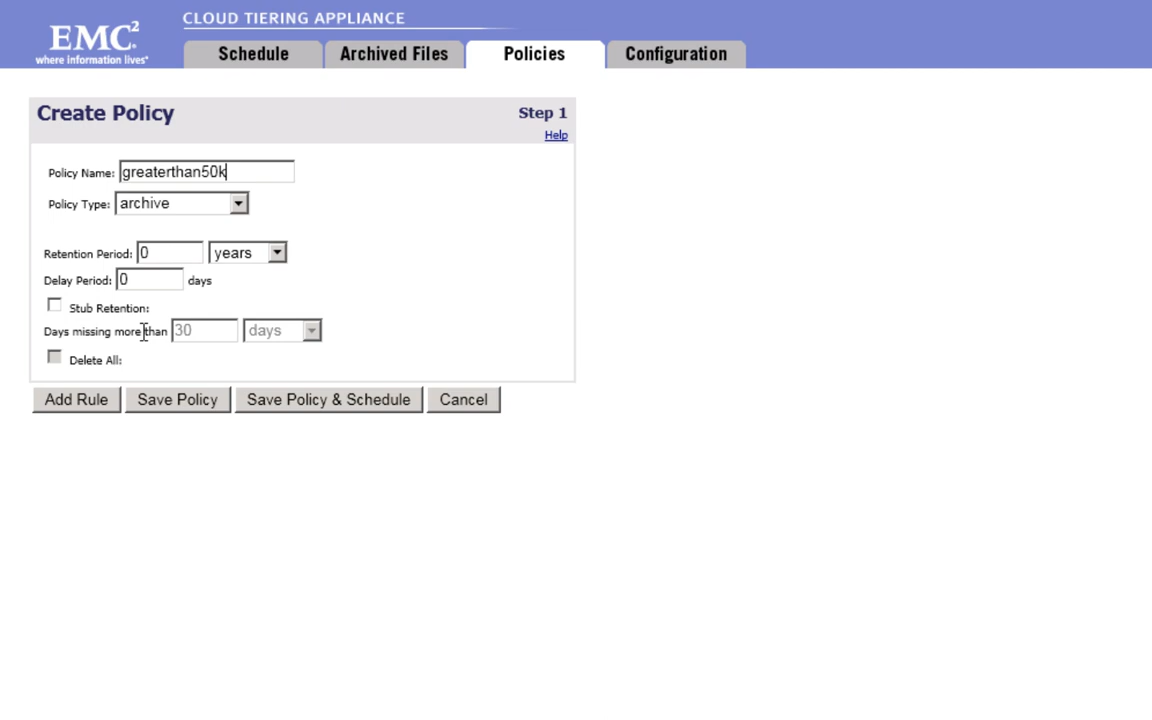 CLOUD TIERING APPLIANCE
EMC²
where information lives®
Schedule Archived Files Policies Configuration
Create Policy Step 1
Help
Policy Name: greaterthan50k
Policy Type: archive
Retention Period: 0 years
Delay Period: 0 days
Stub Retention:
Days missing more than 30 days
Delete All:
Add Rule Save Policy Save Policy & Schedule Cancel